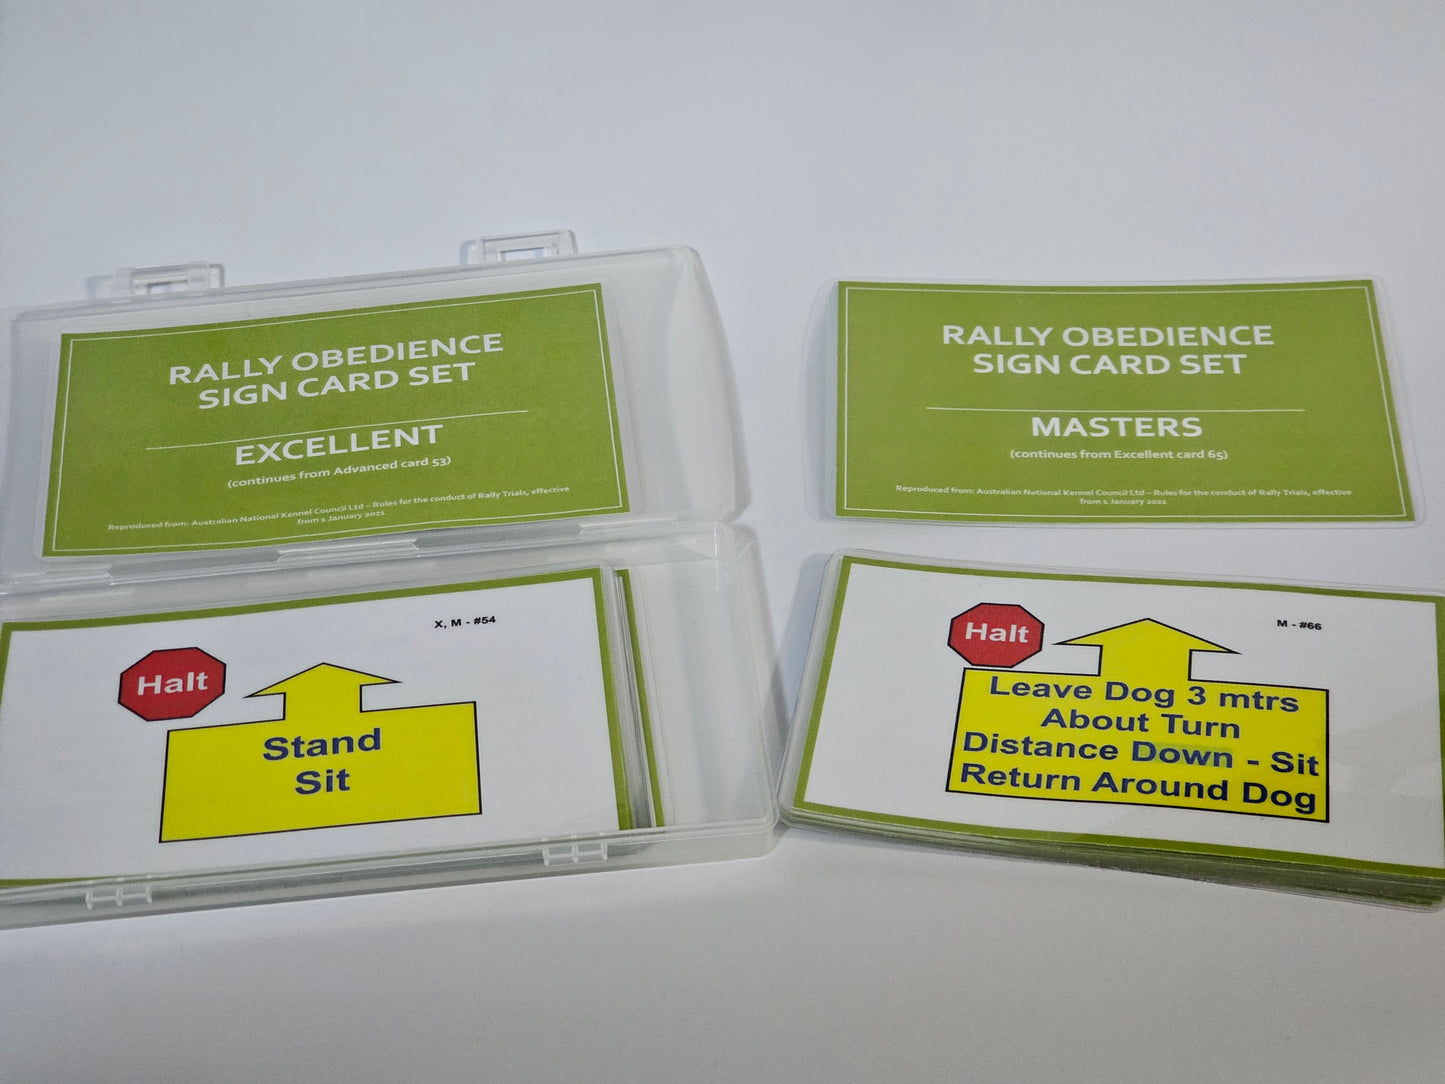 RALLY OBEDIENCE
SIGN CARD SET
EXCELLENT
(continues from Advanced card 53)
Reproduced from: Australian National Kennel Council Ltd – Rules for the conduct of Rally Trials, effective
from 1 January 2021
RALLY OBEDIENCE
SIGN CARD SET
MASTERS
(continues from Excellent card 65)
Reproduced from: Australian National Kennel Council Ltd – Rules for the conduct of Rally Trials, effective
from 1 January 2021
X, M - #54
Halt
Stand
Sit
M - #66
Halt
Leave Dog 3 mtrs
About Turn
Distance Down - Sit
Return Around Dog